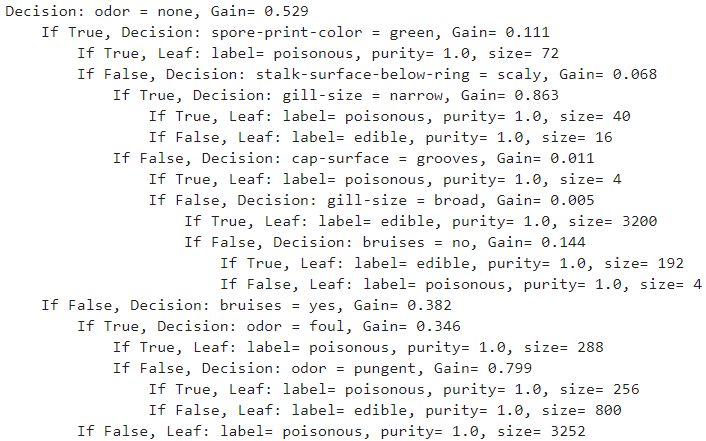 Decision: odor = none, Gain= 0.529
    If True, Decision: spore-print-color = green, Gain= 0.111
        If True, Leaf: label= poisonous, purity= 1.0, size= 72
        If False, Decision: stalk-surface-below-ring = scaly, Gain= 0.068
            If True, Decision: gill-size = narrow, Gain= 0.863
                If True, Leaf: label= poisonous, purity= 1.0, size= 40
                If False, Leaf: label= edible, purity= 1.0, size= 16
            If False, Decision: cap-surface = grooves, Gain= 0.011
                If True, Leaf: label= poisonous, purity= 1.0, size= 4
                If False, Decision: gill-size = broad, Gain= 0.005
                    If True, Leaf: label= edible, purity= 1.0, size= 3200
                    If False, Decision: bruises = no, Gain= 0.144
                        If True, Leaf: label= edible, purity= 1.0, size= 192
                        If False, Leaf: label= poisonous, purity= 1.0, size= 4
    If False, Decision: bruises = yes, Gain= 0.382
        If True, Decision: odor = foul, Gain= 0.346
            If True, Leaf: label= poisonous, purity= 1.0, size= 288
            If False, Decision: odor = pungent, Gain= 0.799
                If True, Leaf: label= poisonous, purity= 1.0, size= 256
                If False, Leaf: label= edible, purity= 1.0, size= 800
        If False, Leaf: label= poisonous, purity= 1.0, size= 3252